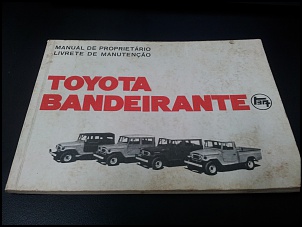 MANUAL DE PROPRIETÁRIO
LIVRETE DE MANUTENÇÃO
TOYOTA
BANDEIRANTE